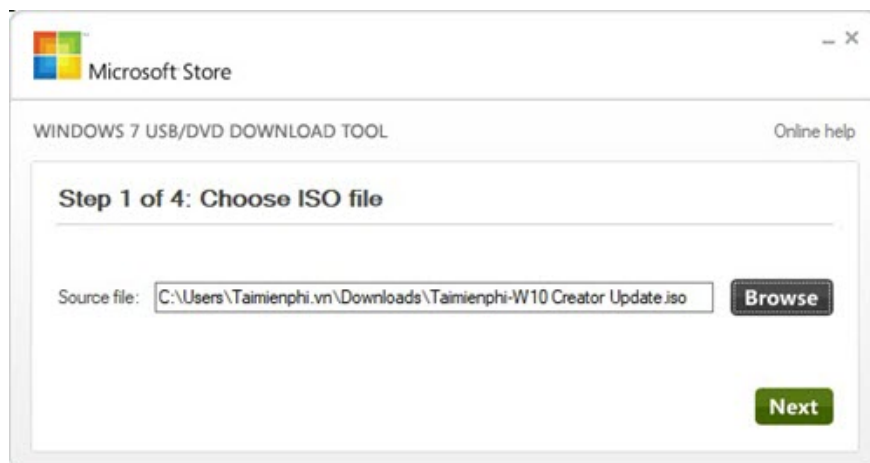 Microsoft Store
WINDOWS 7 USB/DVD DOWNLOAD TOOL Online help
Step 1 of 4: Choose ISO file
Source file: C:\Users\Taimienphi.vn\Downloads\Taimienphi-W10 Creator Update.iso Browse
Next